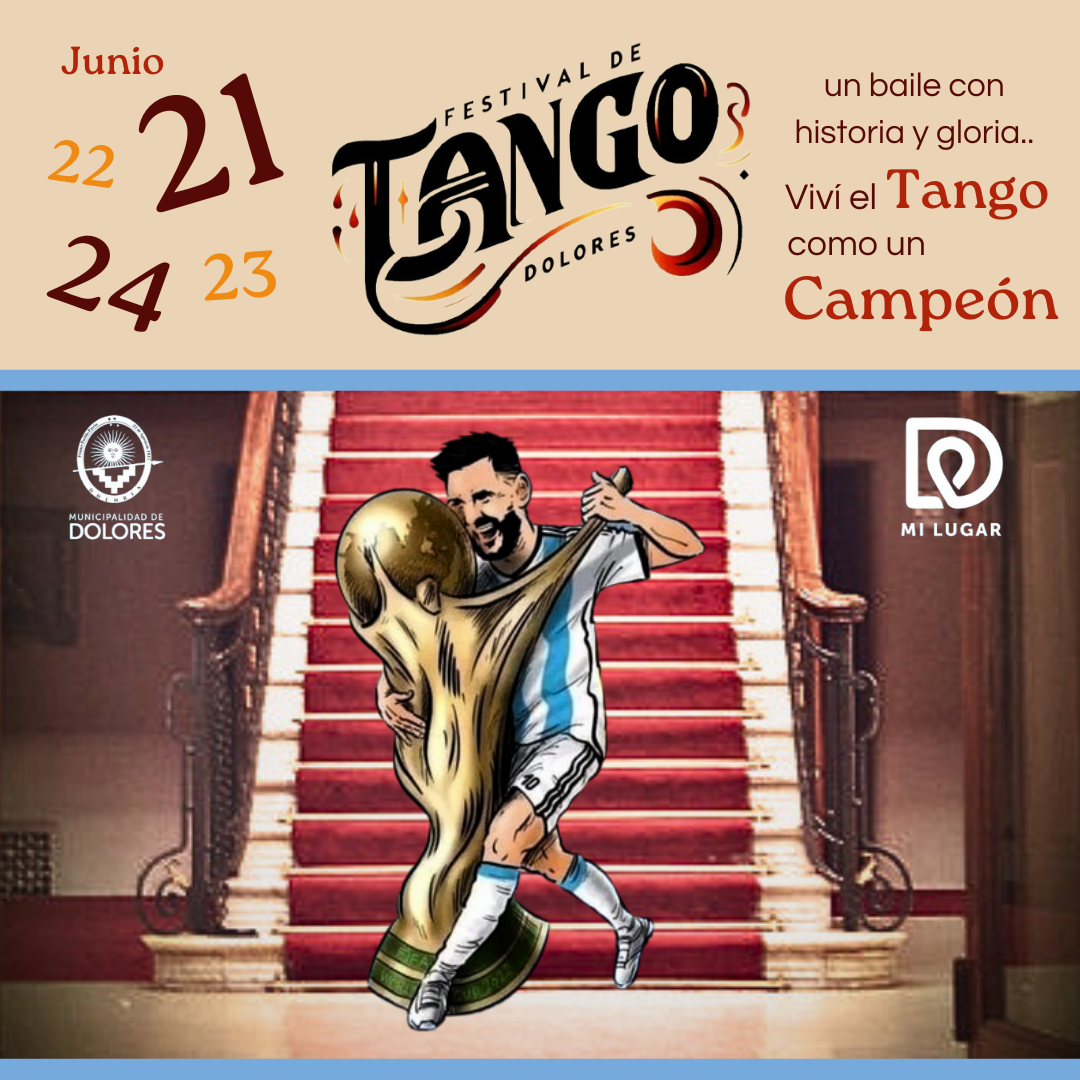 Junio
21
22
24
23
FESTIVAL DE
TANGO
DOLORES
un baile con
historia y gloria..
Viví el Tango
como un
Campeón
MUNICIPALIDAD DE
DOLORES
MI LUGAR
10